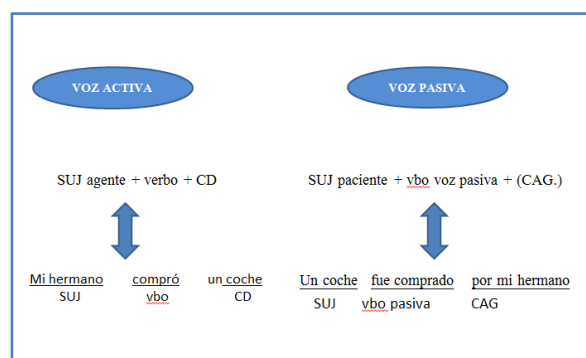 VOZ ACTIVA
SUJ agente + verbo + CD
Mi hermano compró un coche
SUJ vbo CD
VOZ PASIVA
SUJ paciente + vbo voz pasiva + (CAG.)
Un coche fue comprado por mi hermano
SUJ vbo pasiva CAG